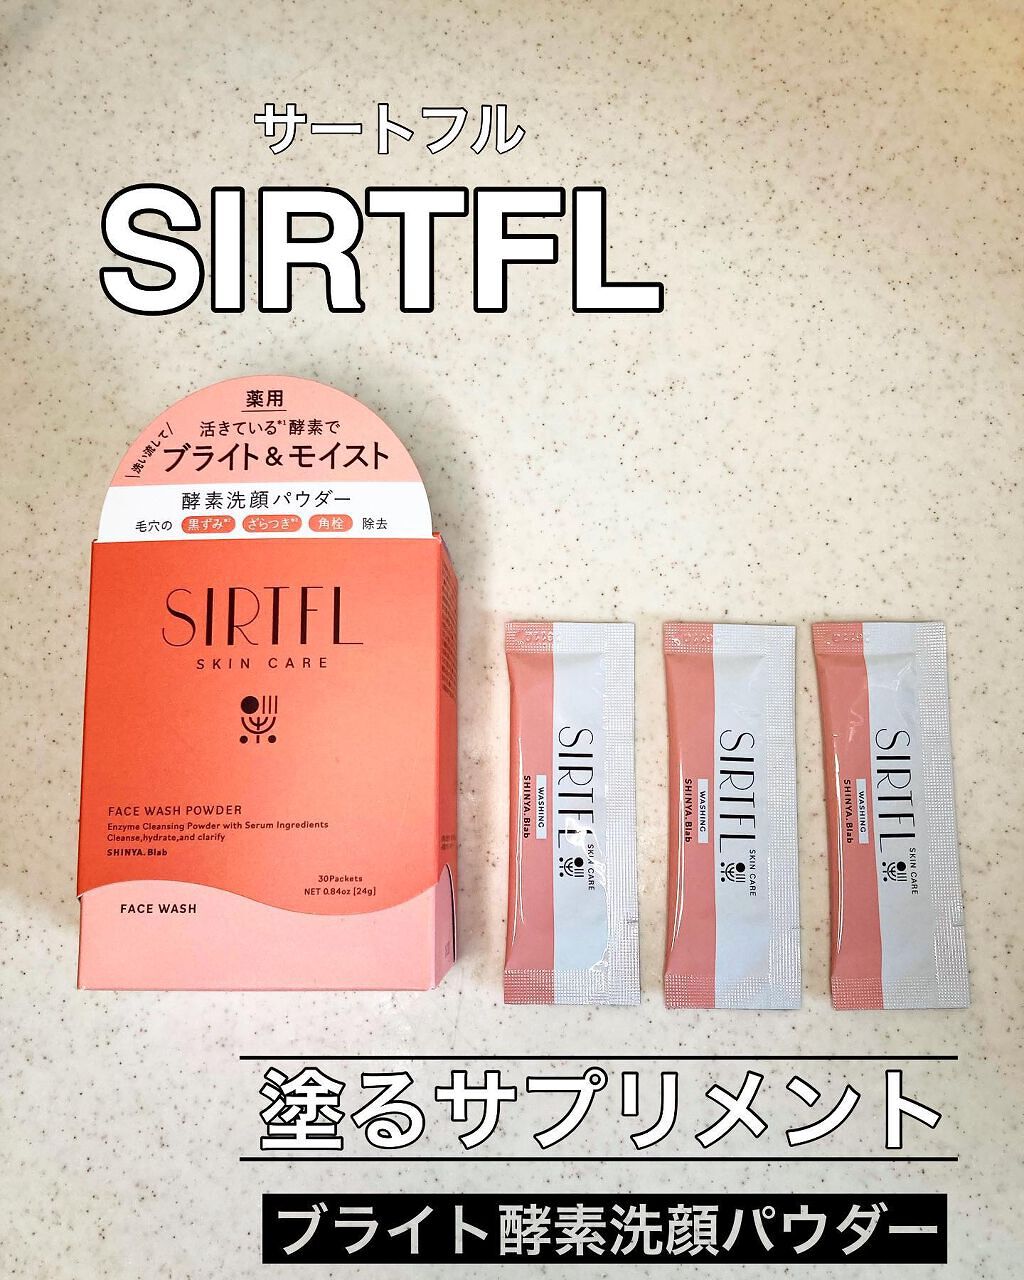 サートフル
SIRTFL
薬用
\洗い流して/
活きている*1酵素で
ブライト&モイスト
酵素洗顔パウダー
毛穴の 黒ずみ ざらつき 角栓 除去
SIRTFL
SKIN CARE
FACE WASH POWDER
Enzyme Cleansing Powder with Serum Ingredients
Cleanse,hydrate,and clarify
SHINYA.Blab
30Packets
NET 0.84oz [24g]
FACE WASH
SIRTFL
SKIN CARE
WASHING
SHINYA.Blab
SIRTFL
SKIN CARE
WASHING
SHINYA.Blab
SIRTFL
SKIN CARE
WASHING
SHINYA.Blab
塗るサプリメント
ブライト酵素洗顔パウダー